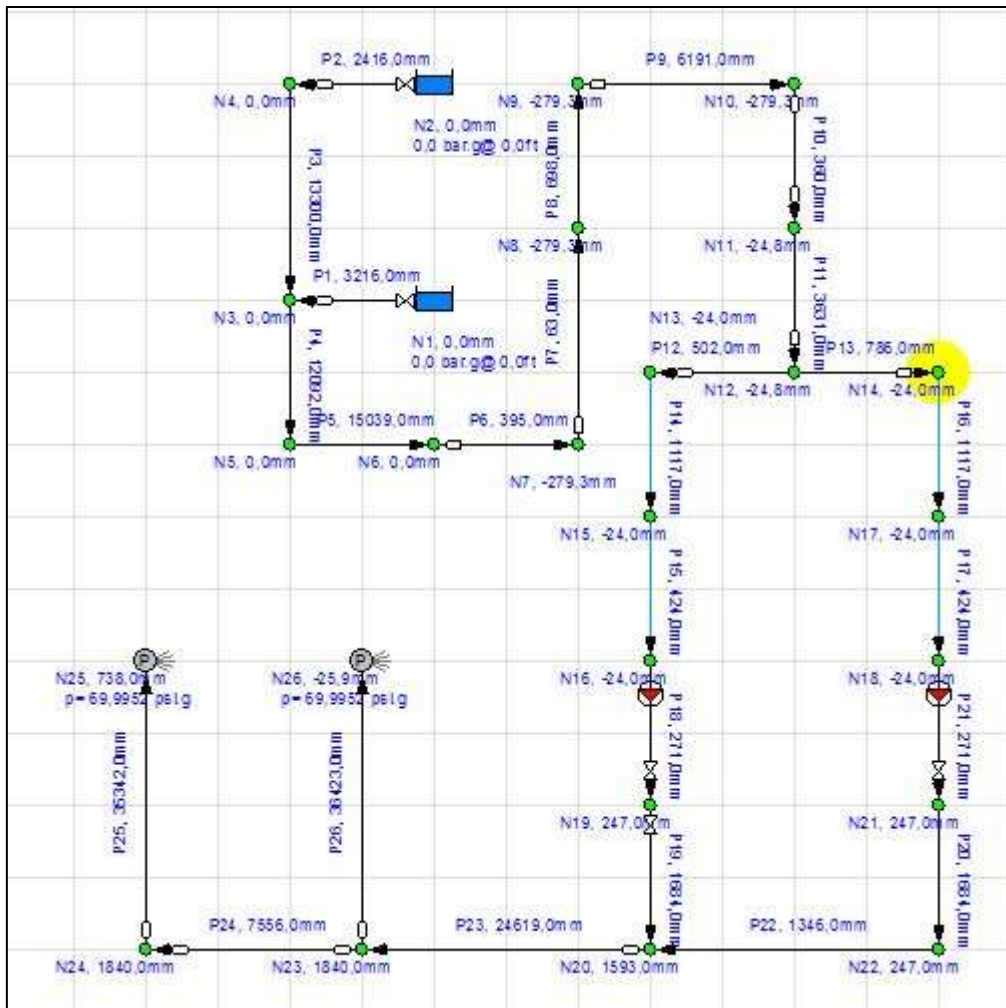 P2, 2416,0mm
P9, 6191,0mm
N4, 0,0mm
N2, 0,0mm
0,0 bar.g@ 0,0ft
N9, -279,3mm
N10, -279,3mm
P3, 13300,0mm
P8, 698,0mm
P10, 360,0mm
N8, -279,3mm
N11, -24,8mm
P1, 3216,0mm
N3, 0,0mm
N1, 0,0mm
0,0 bar.g@ 0,0ft
P7, 63,0mm
P11, 3631,0mm
N13, -24,0mm
P12, 502,0mm
P13, 786,0mm
N12, -24,8mm
N14, -24,0mm
P4, 12002,0mm
P5, 15039,0mm
P6, 395,0mm
N5, 0,0mm
N6, 0,0mm
N7, -279,3mm
P14, 1117,0mm
P16, 1117,0mm
N15, -24,0mm
N17, -24,0mm
P15, 424,0mm
P17, 424,0mm
N25, 738,0mm
p=69,9952 psig
N26, -25,9mm
p=69,9952 psig
N16, -24,0mm
N18, -24,0mm
P18, 271,0mm
P21, 271,0mm
P25, 35342,0mm
P26, 36423,0mm
N19, 247,0mm
N21, 247,0mm
P19, 1664,0mm
P20, 1664,0mm
P24, 7556,0mm
P23, 24619,0mm
P22, 1346,0mm
N24, 1840,0mm
N23, 1840,0mm
N20, 1593,0mm
N22, 247,0mm